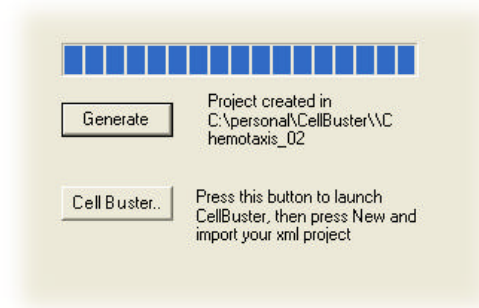 Generate
Project created in
C:\personal\CellBuster\\C
hemotaxis_02
Cell Buster..
Press this button to launch
CellBuster, then press New and
import your xml project